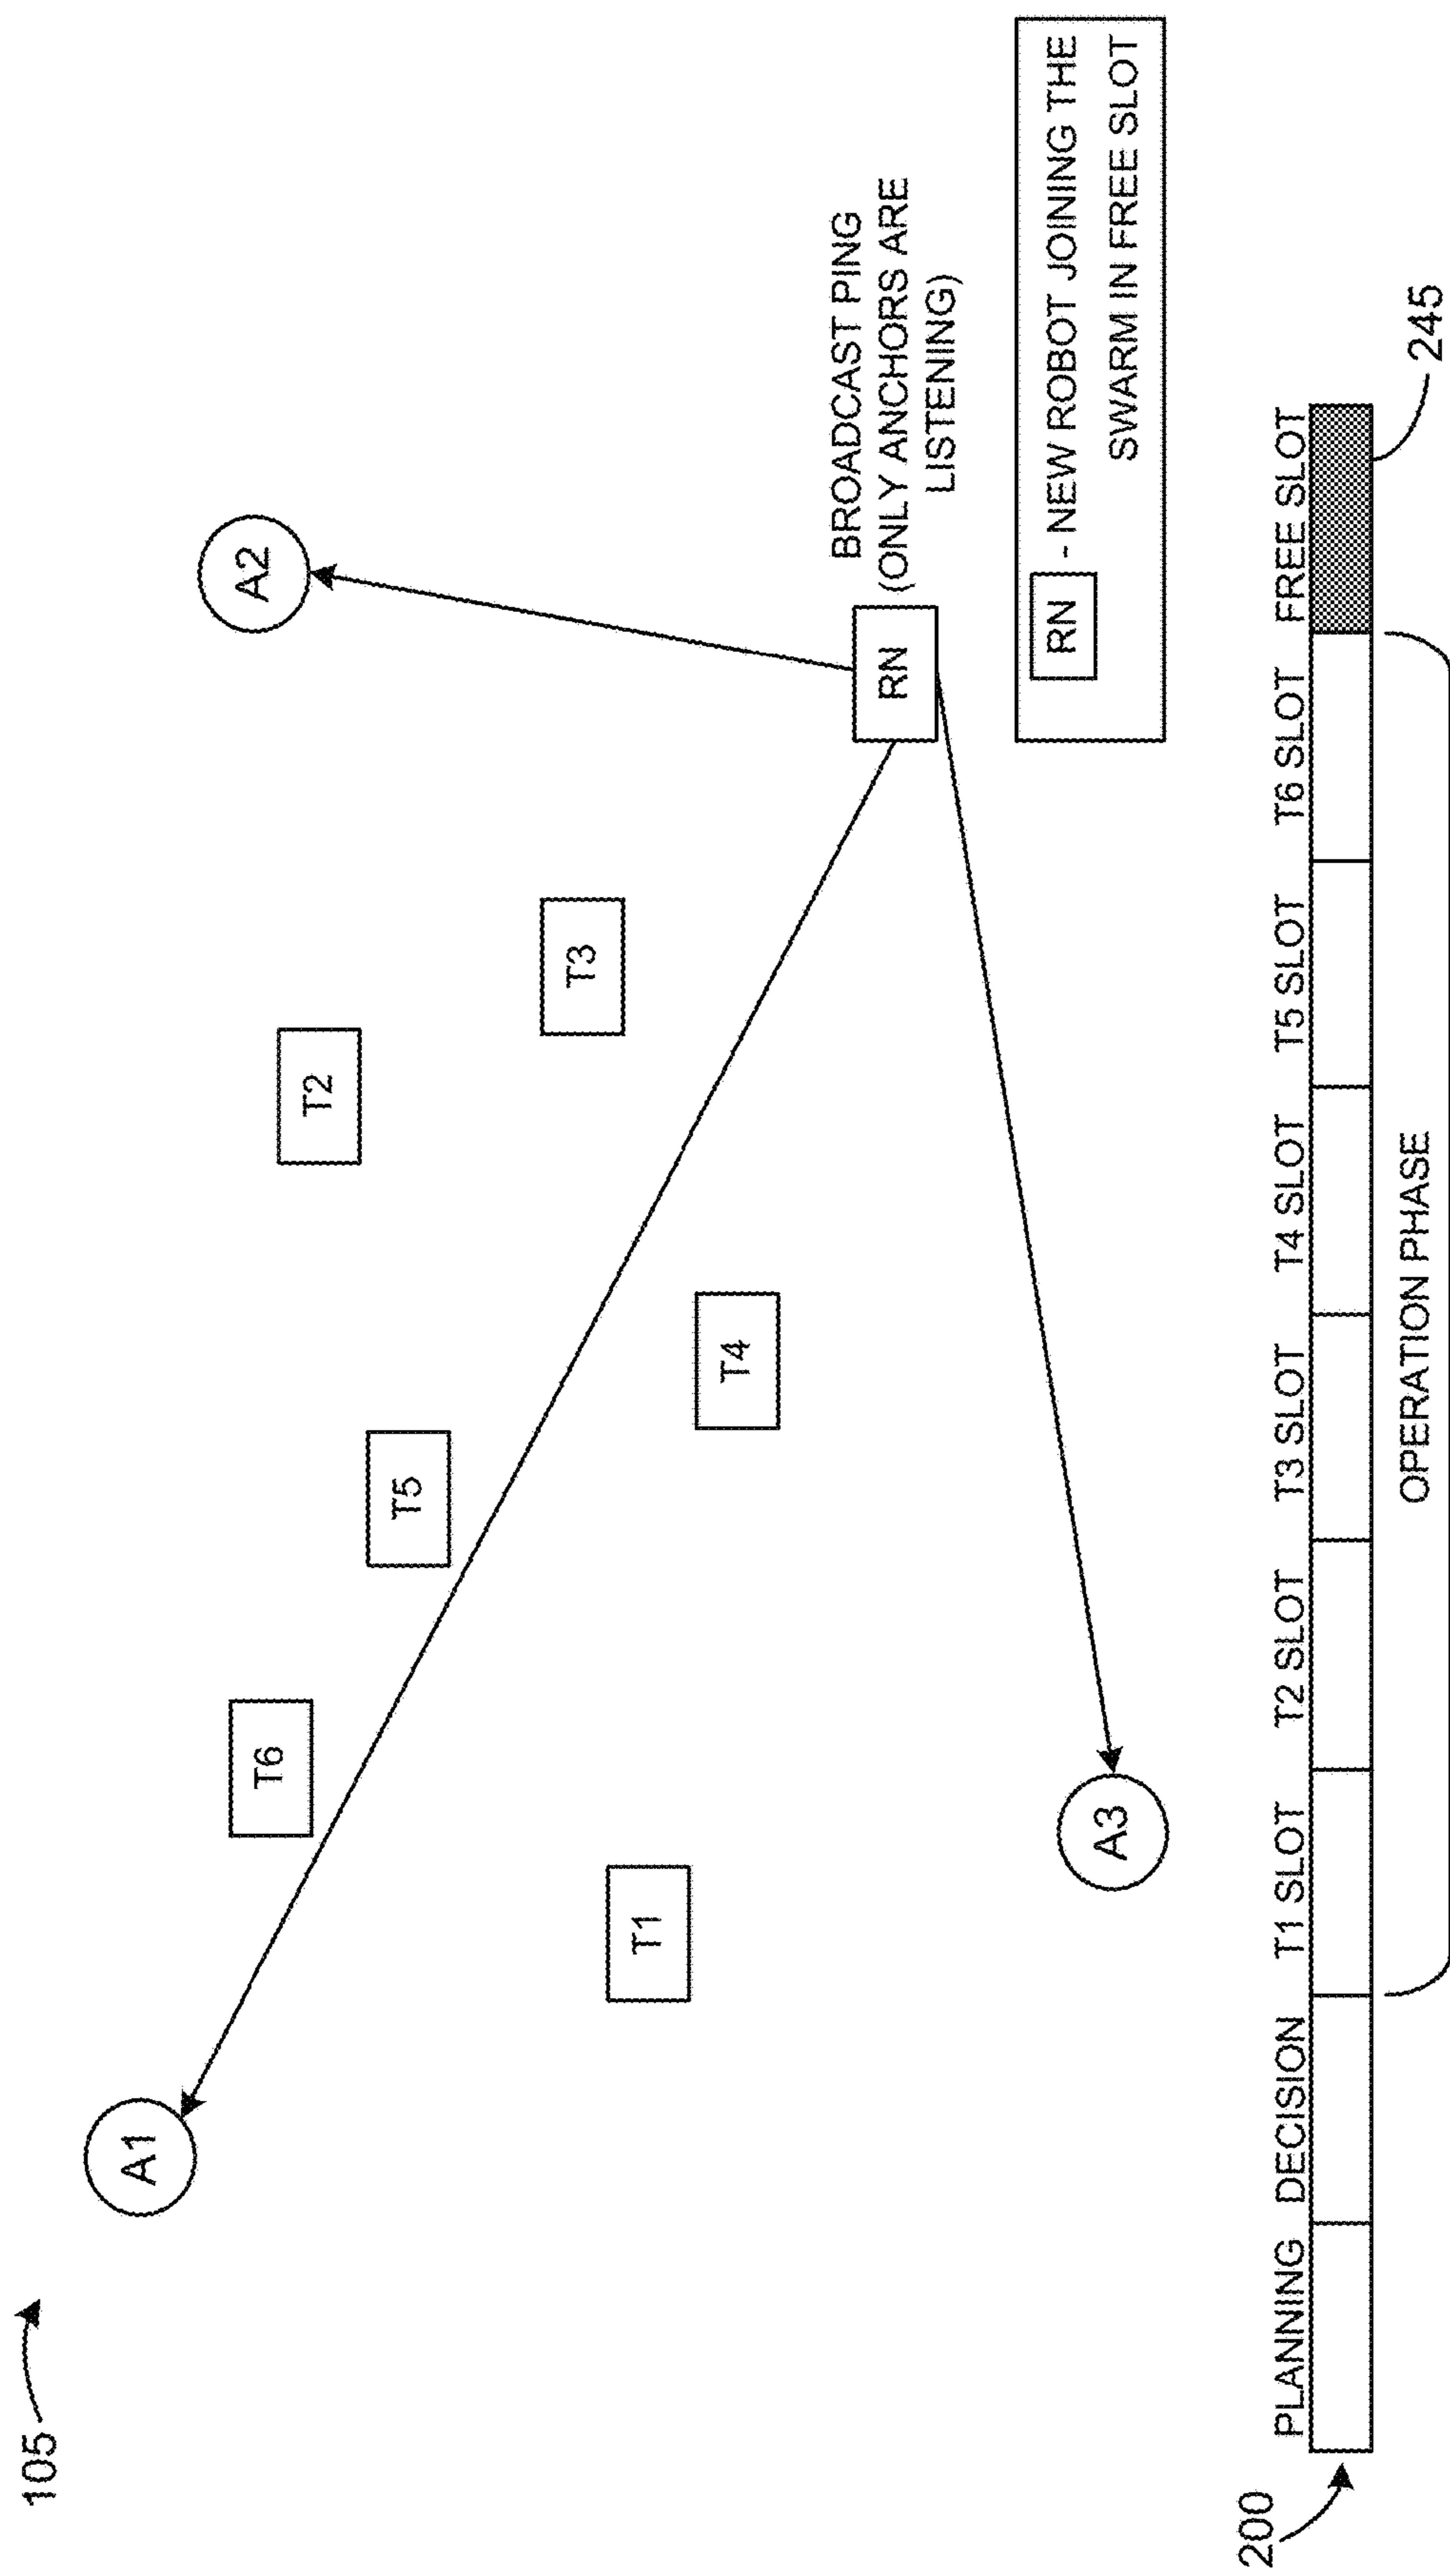 105
A1
A2
T6
T2
T5
T3
T1
T4
RN
BROADCAST PING
(ONLY ANCHORS ARE
LISTENING)
A3
RN - NEW ROBOT JOINING THE
SWARM IN FREE SLOT
200
PLANNING DECISION T1 SLOT T2 SLOT T3 SLOT T4 SLOT T5 SLOT T6 SLOT FREE SLOT
245
OPERATION PHASE